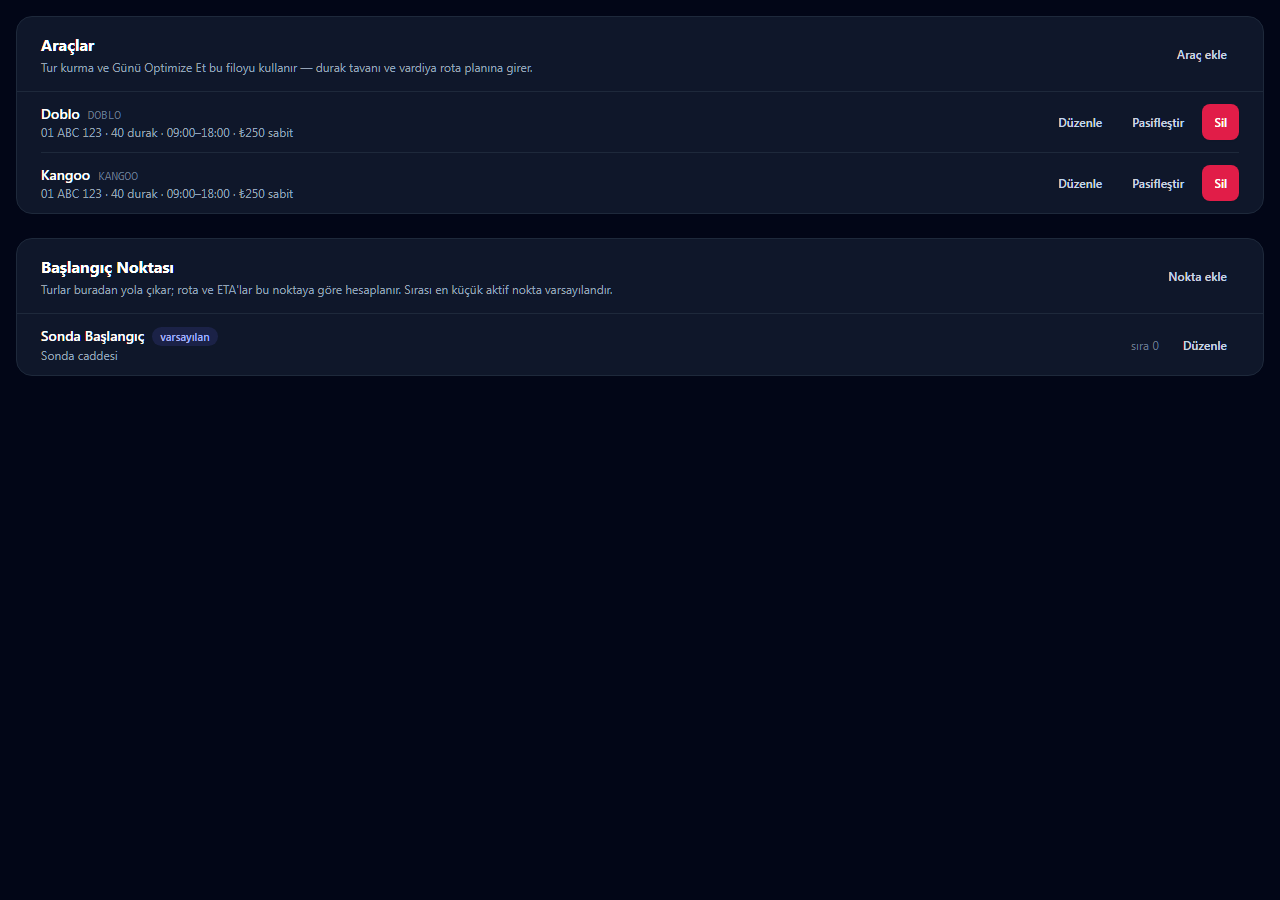 Araçlar
Tur kurma ve Günü Optimize Et bu filoyu kullanır — durak tavanı ve vardiya rota planına girer.
Araç ekle
Doblo DOBLO
01 ABC 123 · 40 durak · 09:00–18:00 · ₺250 sabit
Düzenle Pasifleştir Sil
Kangoo KANGOO
01 ABC 123 · 40 durak · 09:00–18:00 · ₺250 sabit
Düzenle Pasifleştir Sil
Başlangıç Noktası
Turlar buradan yola çıkar; rota ve ETA'lar bu noktaya göre hesaplanır. Sırası en küçük aktif nokta varsayılandır.
Nokta ekle
Sonda Başlangıç varsayılan
Sonda caddesi
sıra 0 Düzenle